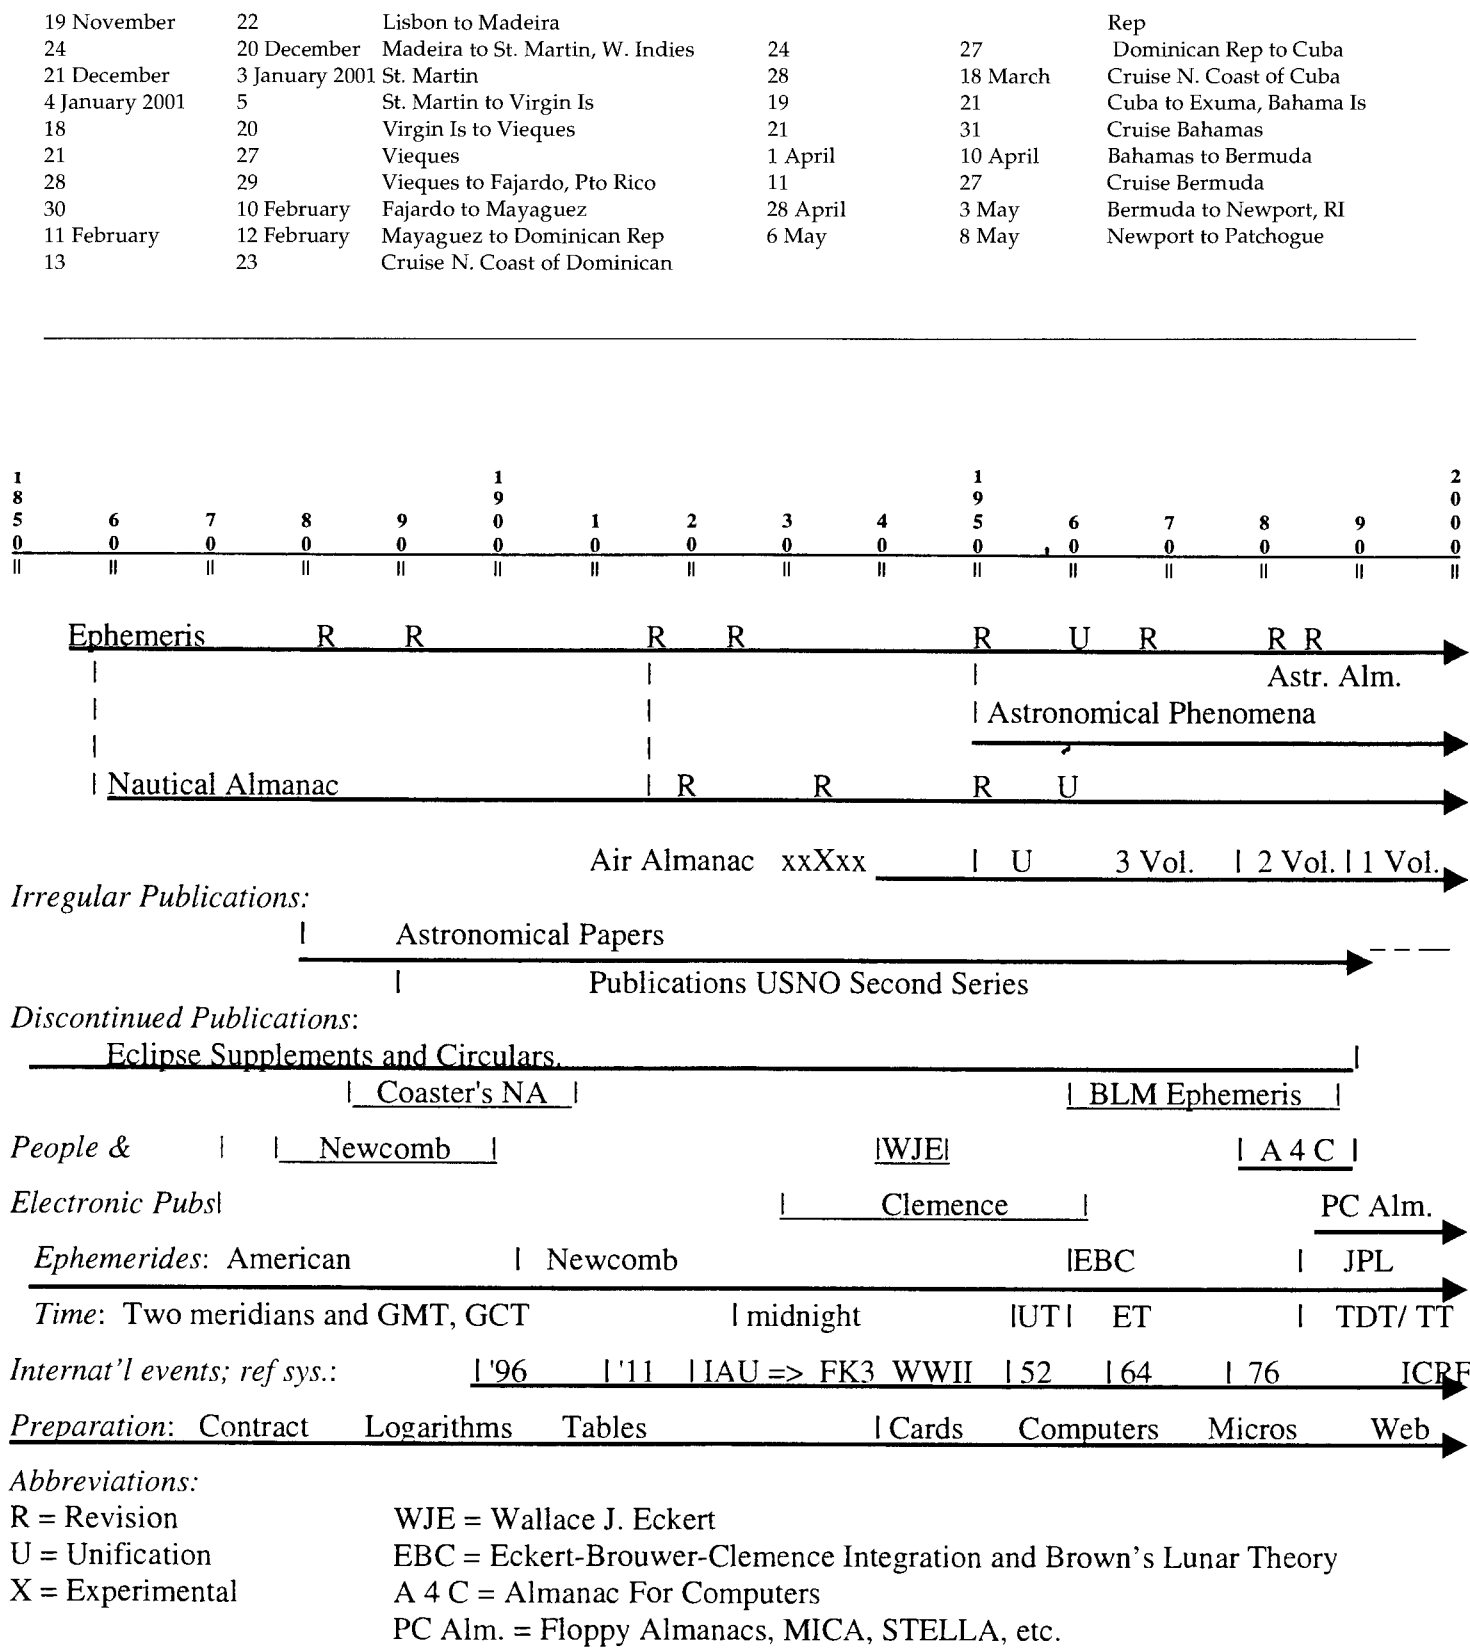 19 November 22 Lisbon to Madeira
24 20 December Madeira to St. Martin, W. Indies
21 December 3 January 2001 St. Martin
4 January 2001 5 St. Martin to Virgin Is
18 20 Virgin Is to Vieques
21 27 Vieques
28 29 Vieques to Fajardo, Pto Rico
30 10 February Fajardo to Mayaguez
11 February 12 February Mayaguez to Dominican Rep
13 23 Cruise N. Coast of Dominican
Rep
24 27 Dominican Rep to Cuba
28 18 March Cruise N. Coast of Cuba
19 21 Cuba to Exuma, Bahama Is
21 31 Cruise Bahamas
1 April 10 April Bahamas to Bermuda
11 27 Cruise Bermuda
28 April 3 May Bermuda to Newport, RI
6 May 8 May Newport to Patchogue
1850 60 70 80 90 1900 10 20 30 40 1950 60 70 80 90 2000
Ephemeris R R R R R U R R R
Astr. Alm.
Astronomical Phenomena
Nautical Almanac R R R U
Air Almanac xxXxx U 3 Vol. 2 Vol. 1 Vol.
Irregular Publications:
Astronomical Papers
Publications USNO Second Series
Discontinued Publications:
Eclipse Supplements and Circulars.
Coaster's NA BLM Ephemeris
People & Newcomb WJE A 4 C
Electronic Pubs Clemence PC Alm.
Ephemerides: American Newcomb EBC JPL
Time: Two meridians and GMT, GCT midnight UT ET TDT/ TT
Internat'l events; ref sys.: '96 '11 IAU => FK3 WWII 52 64 76 ICRF
Preparation: Contract Logarithms Tables Cards Computers Micros Web
Abbreviations:
R = Revision WJE = Wallace J. Eckert
U = Unification EBC = Eckert-Brouwer-Clemence Integration and Brown's Lunar Theory
X = Experimental A 4 C = Almanac For Computers
PC Alm. = Floppy Almanacs, MICA, STELLA, etc.